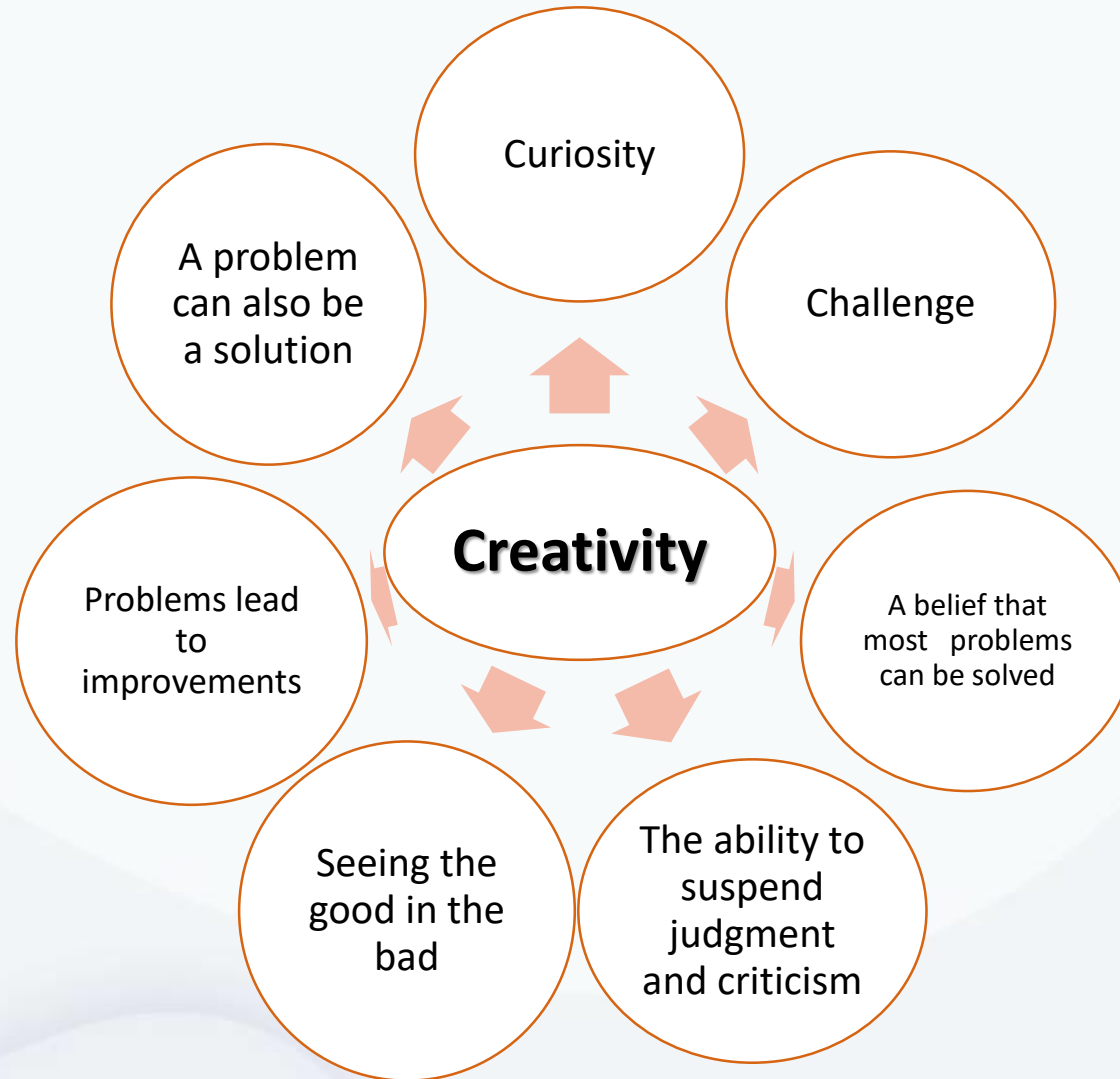 Curiosity
Challenge
A belief that
most problems
can be solved
The ability to
suspend
judgment
and criticism
Seeing the
good in the
bad
Problems lead
to
improvements
A problem
can also be
a solution
Creativity